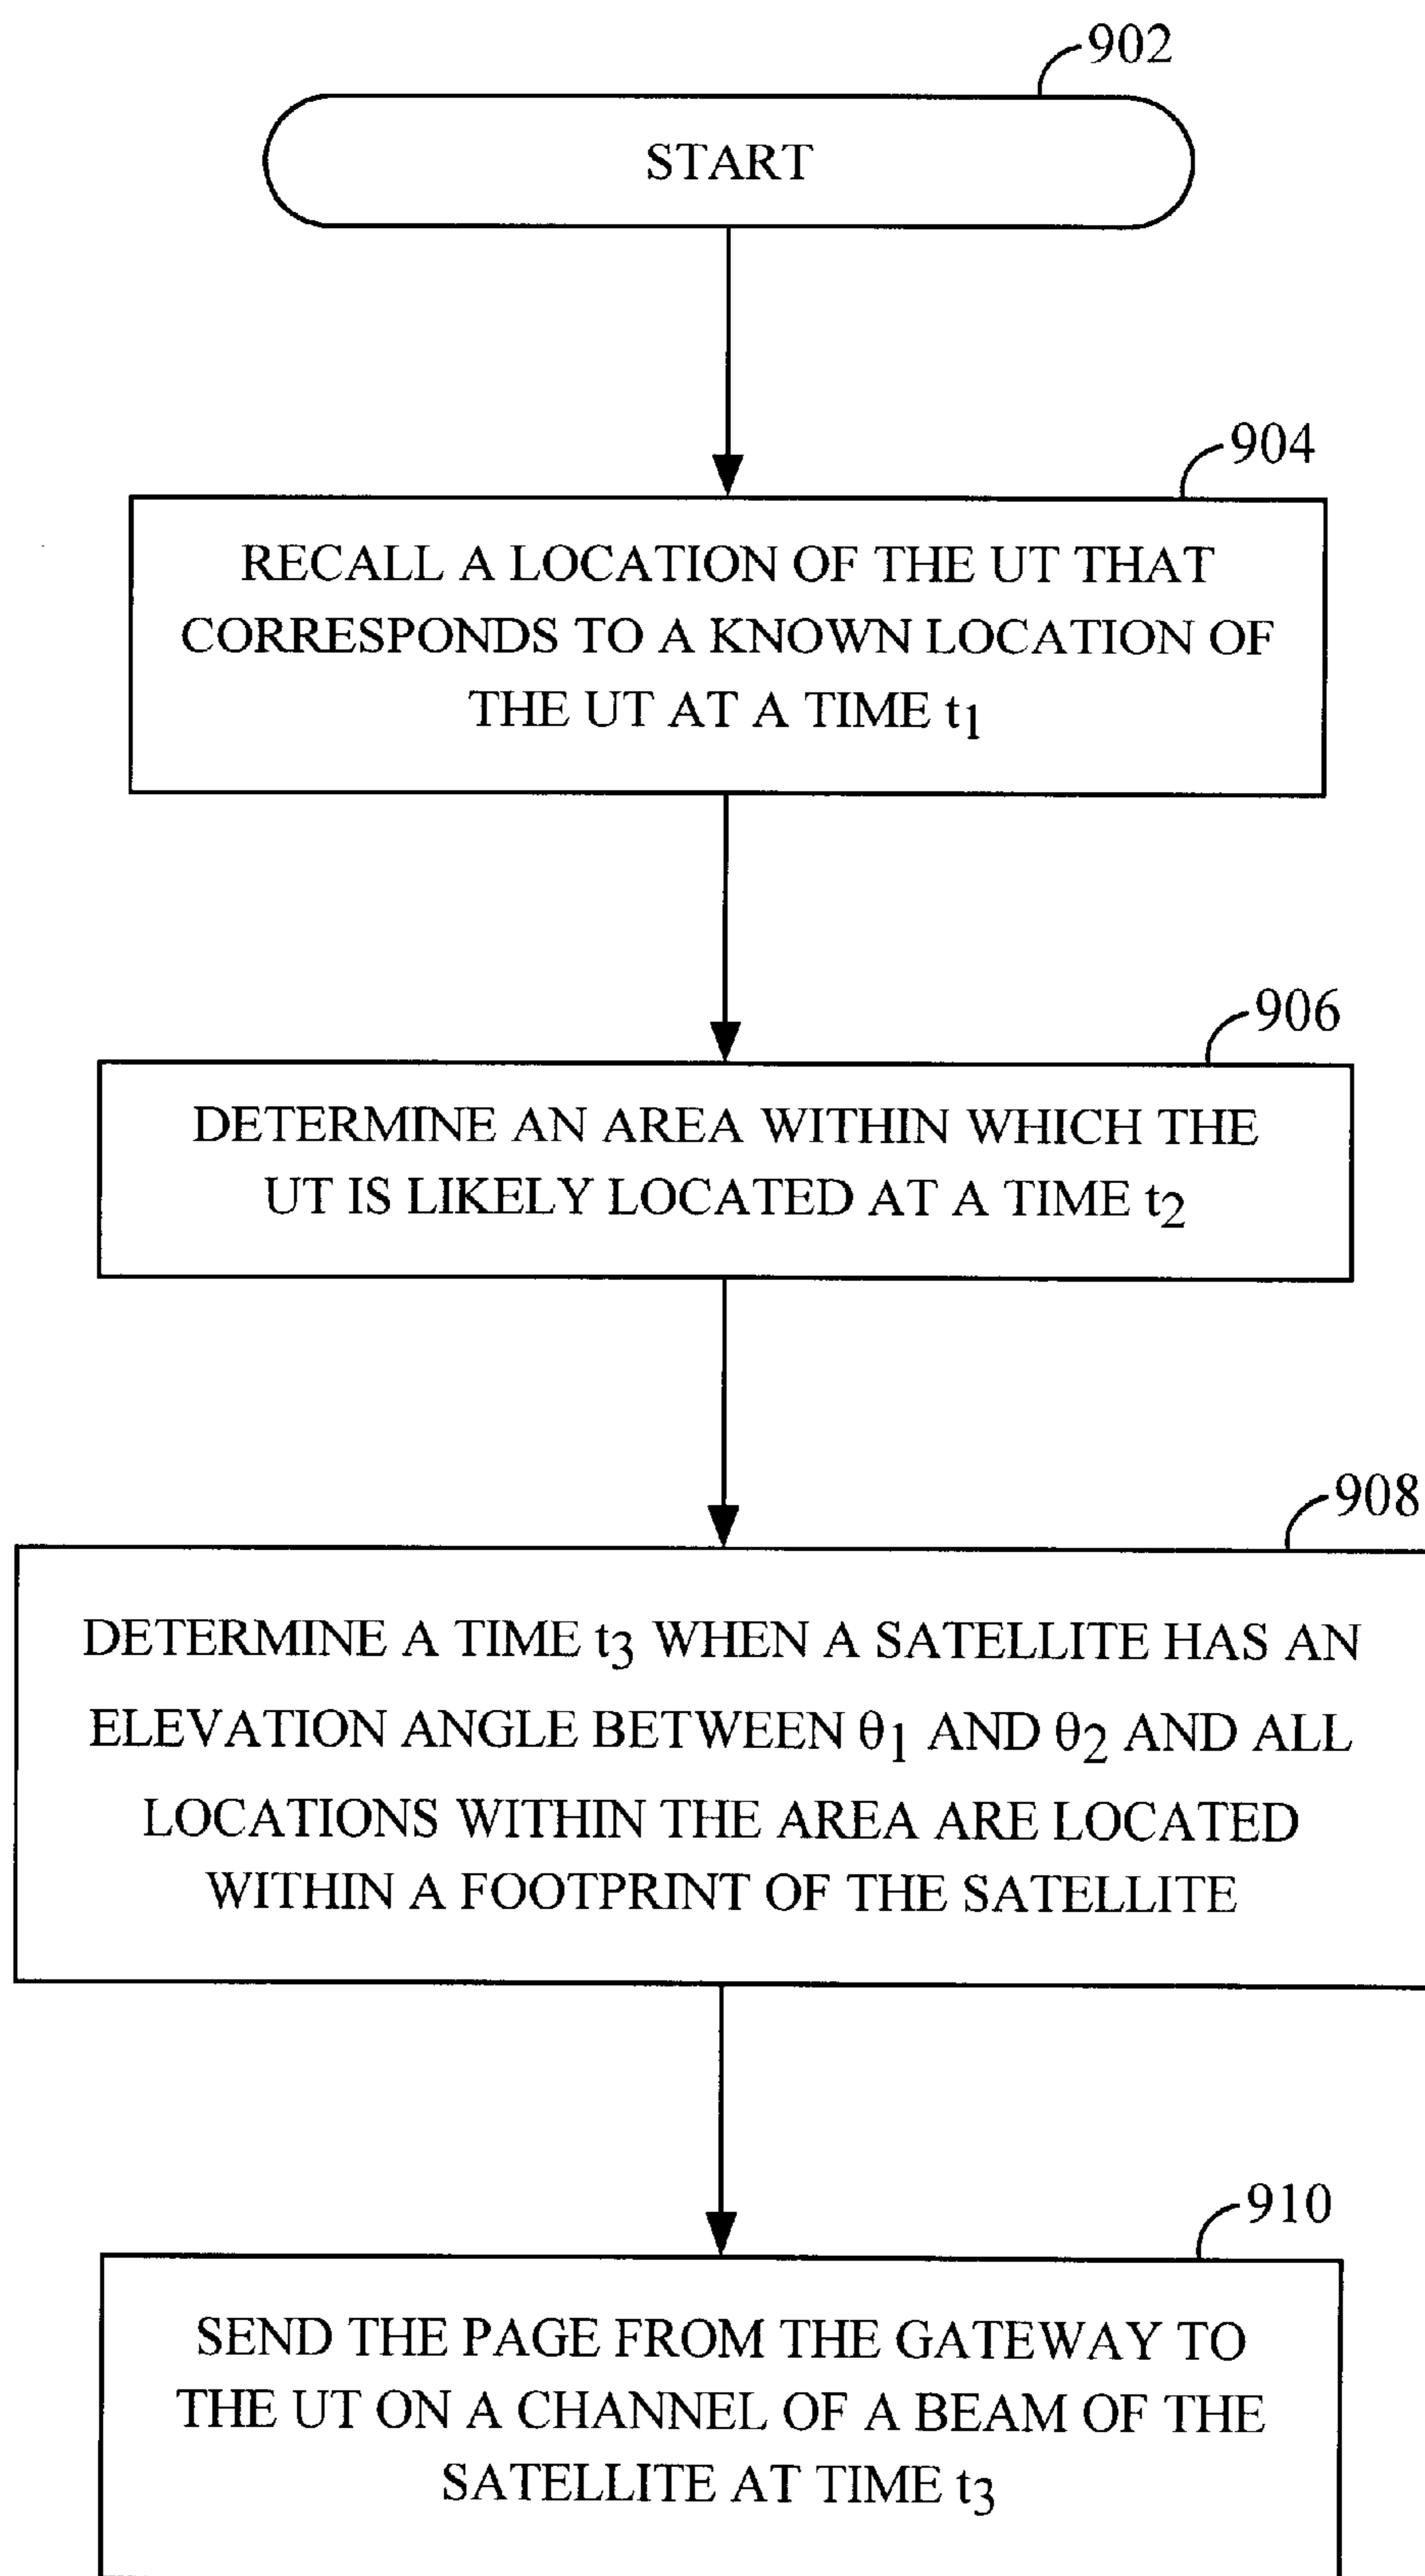 902
START
904
RECALL A LOCATION OF THE UT THAT
CORRESPONDS TO A KNOWN LOCATION OF
THE UT AT A TIME t1
906
DETERMINE AN AREA WITHIN WHICH THE
UT IS LIKELY LOCATED AT A TIME t2
908
DETERMINE A TIME t3 WHEN A SATELLITE HAS AN
ELEVATION ANGLE BETWEEN θ1 AND θ2 AND ALL
LOCATIONS WITHIN THE AREA ARE LOCATED
WITHIN A FOOTPRINT OF THE SATELLITE
910
SEND THE PAGE FROM THE GATEWAY TO
THE UT ON A CHANNEL OF A BEAM OF THE
SATELLITE AT TIME t3